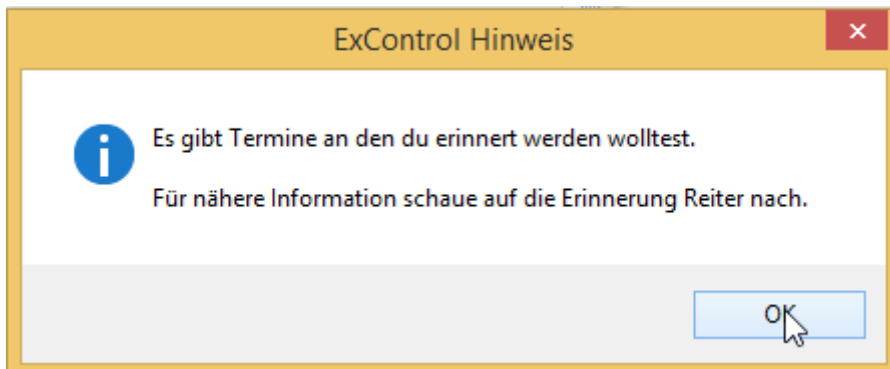 ExControl Hinweis
Es gibt Termine an den du erinnert werden wolltest.
Für nähere Information schaue auf die Erinnerung Reiter nach.
OK